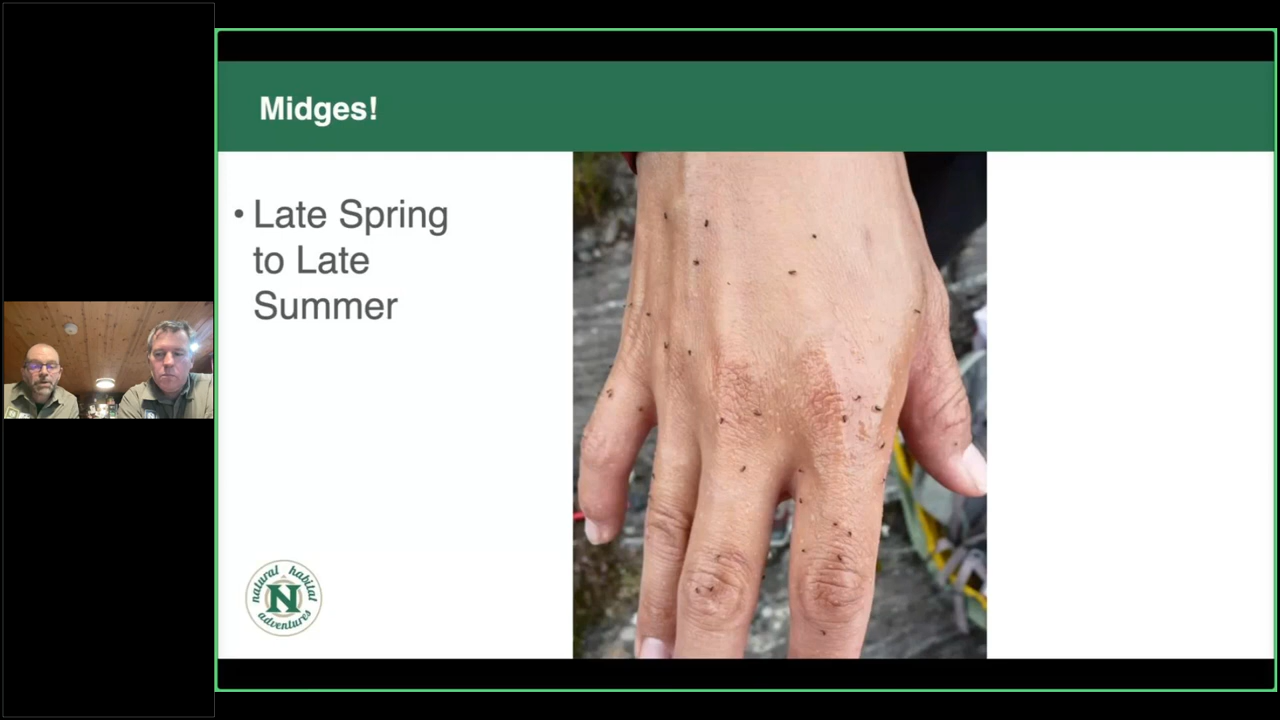 Midges!
• Late Spring
to Late
Summer
natural habitat
N
adventures